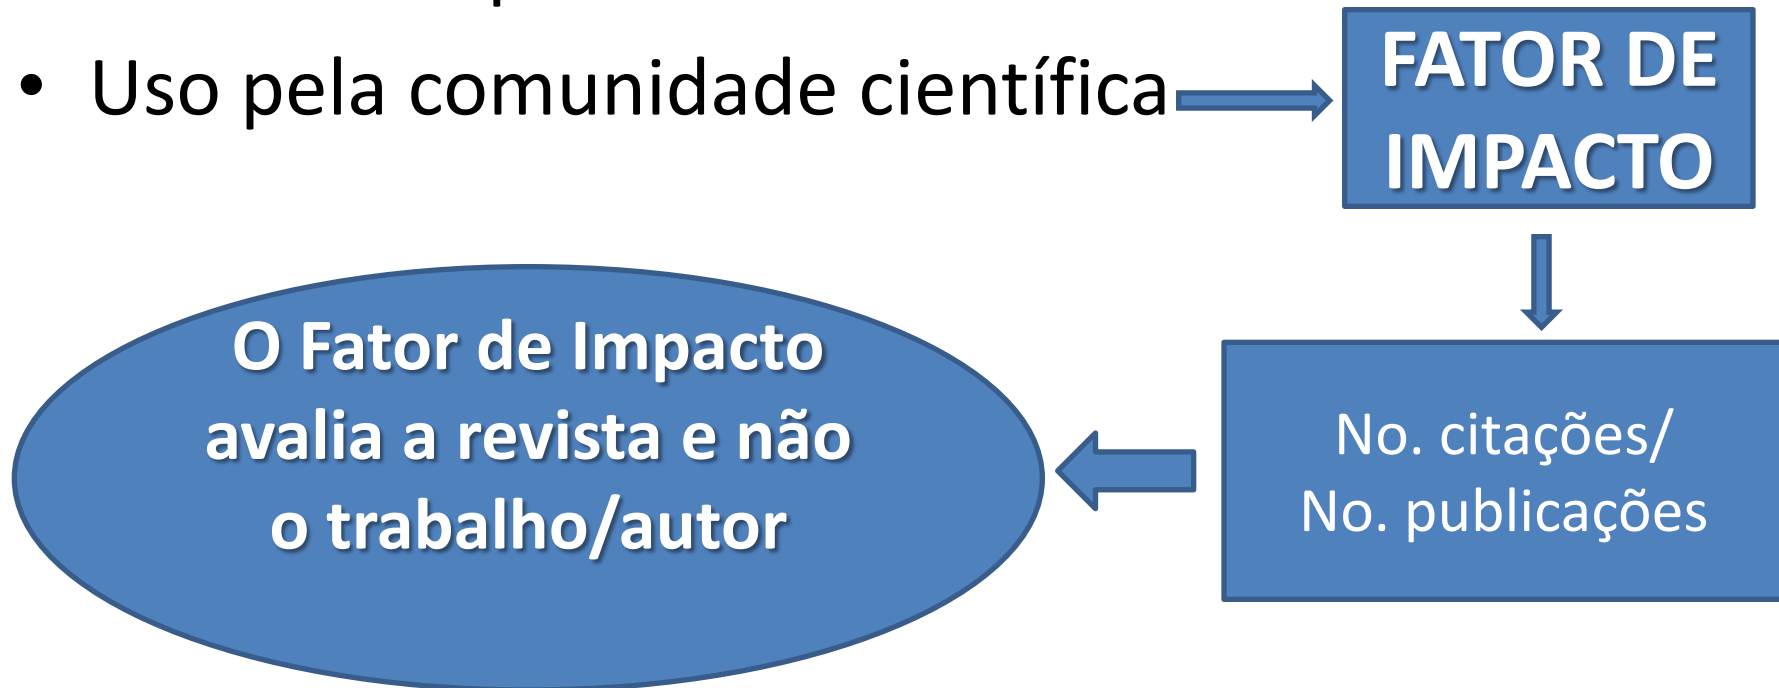 • Uso pela comunidade científica
FATOR DE
IMPACTO
No. citações/
No. publicações
O Fator de Impacto
avalia a revista e não
o trabalho/autor